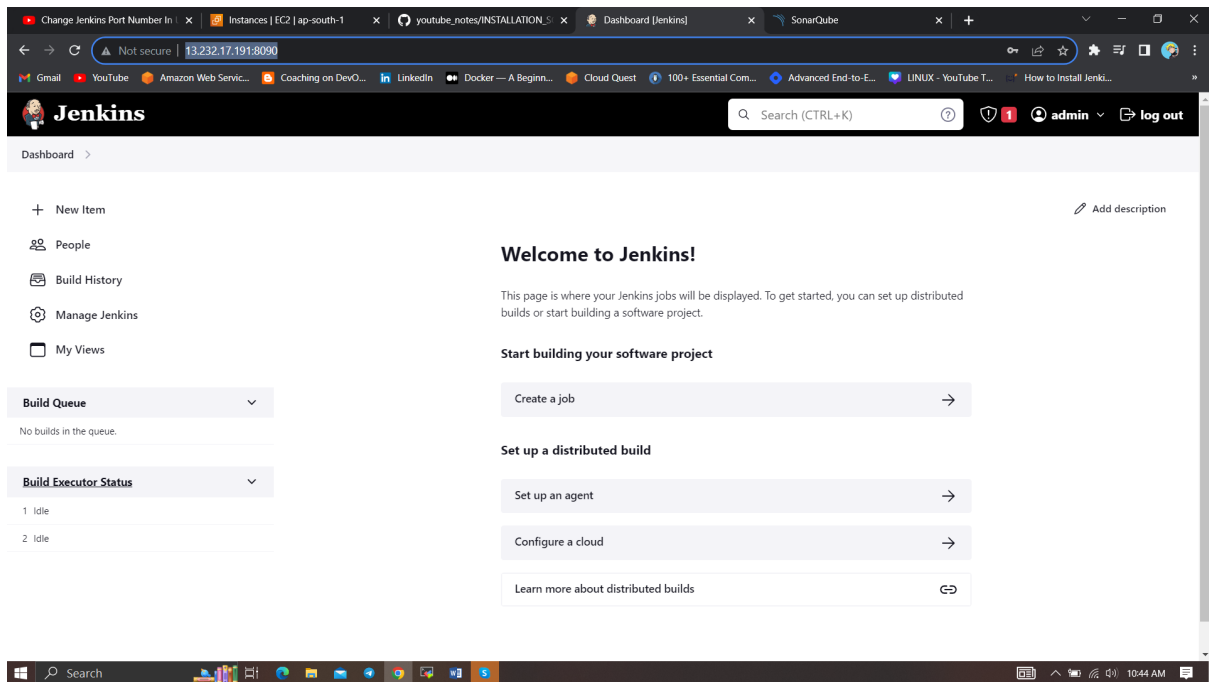 Change Jenkins Port Number In U
Instances | EC2 | ap-south-1
youtube_notes/INSTALLATION_S
Dashboard [Jenkins]
SonarQube
Not secure | 13.232.17.191:8090
Gmail
YouTube
Amazon Web Servic...
Coaching on DevO...
LinkedIn
Docker — A Beginn...
Cloud Quest
100+ Essential Com...
Advanced End-to-E...
LINUX - YouTube T...
How to Install Jenki...
»
Jenkins
Search (CTRL+K)
1
admin
log out
Dashboard
New Item
Add description
People
Build History
Manage Jenkins
My Views
Welcome to Jenkins!
This page is where your Jenkins jobs will be displayed. To get started, you can set up distributed
builds or start building a software project.
Start building your software project
Create a job
Build Queue
No builds in the queue.
Set up a distributed build
Build Executor Status
Set up an agent
1 Idle
2 Idle
Configure a cloud
Learn more about distributed builds
Search
10:44 AM